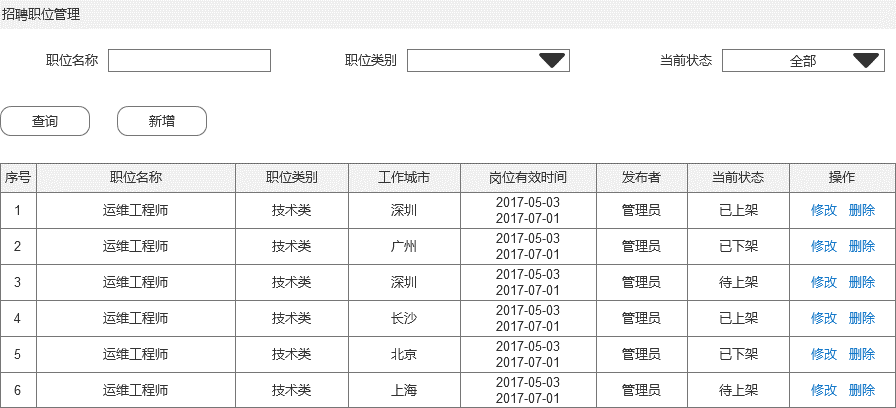 招聘职位管理
职位名称 职位类别 当前状态 全部
查询 新增
序号 职位名称 职位类别 工作城市 岗位有效时间 发布者 当前状态 操作
1 运维工程师 技术类 深圳 2017-05-03 2017-07-01 管理员 已上架 修改 删除
2 运维工程师 技术类 广州 2017-05-03 2017-07-01 管理员 已下架 修改 删除
3 运维工程师 技术类 深圳 2017-05-03 2017-07-01 管理员 待上架 修改 删除
4 运维工程师 技术类 长沙 2017-05-03 2017-07-01 管理员 已上架 修改 删除
5 运维工程师 技术类 北京 2017-05-03 2017-07-01 管理员 已下架 修改 删除
6 运维工程师 技术类 上海 2017-05-03 2017-07-01 管理员 待上架 修改 删除